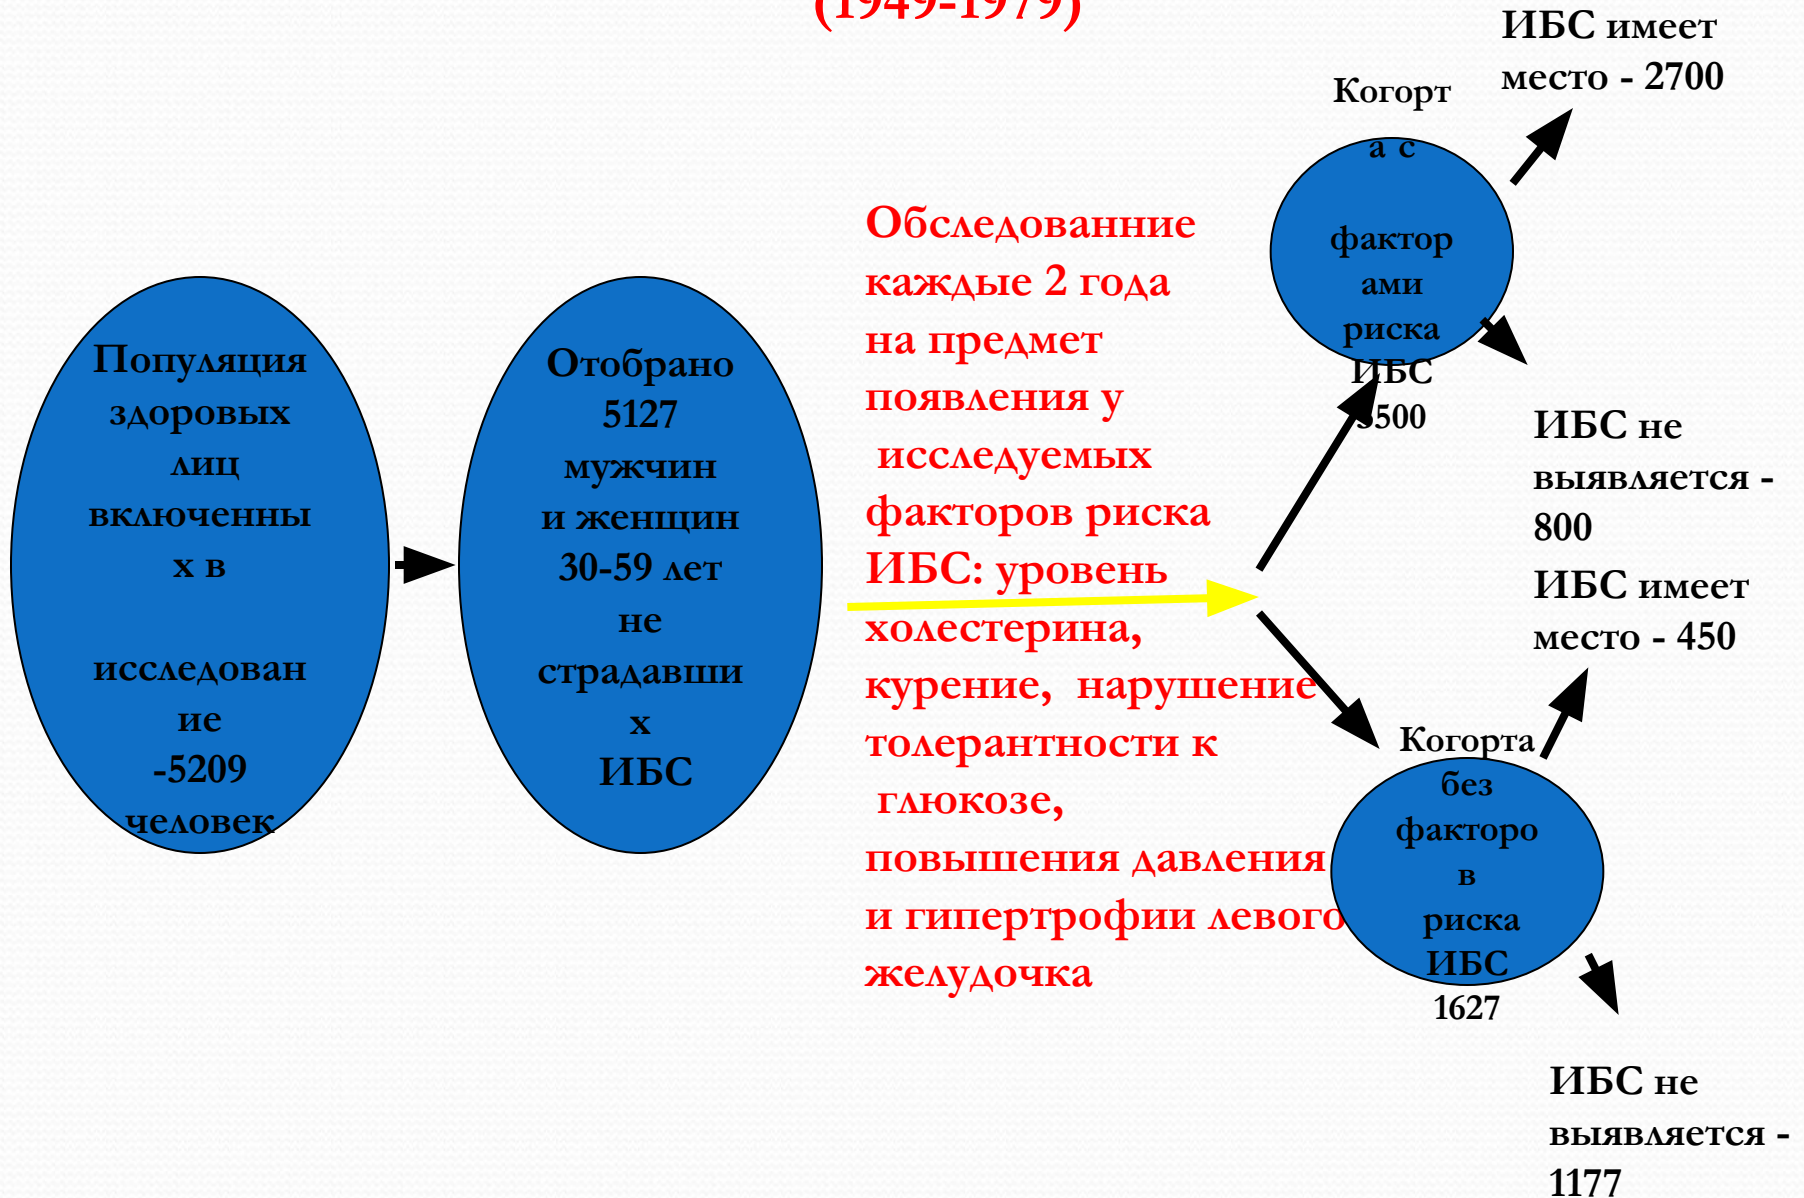 (1949-1979)
Популяция
здоровых
лиц
включенны
х в
исследован
ие
-5209
человек
Отобрано
5127
мужчин
и женщин
30-59 лет
не
страдавши
х
ИБС
Обследованние
каждые 2 года
на предмет
появления у
исследуемых
факторов риска
ИБС: уровень
холестерина,
курение, нарушение
толерантности к
глюкозе,
повышения давления
и гипертрофии левого
желудочка
Когорт
а с
фактор
ами
риска
ИБС
3500
ИБС имеет
место - 2700
ИБС не
выявляется -
800
ИБС имеет
место - 450
Когорта
без
факторо
в
риска
ИБС
1627
ИБС не
выявляется -
1177